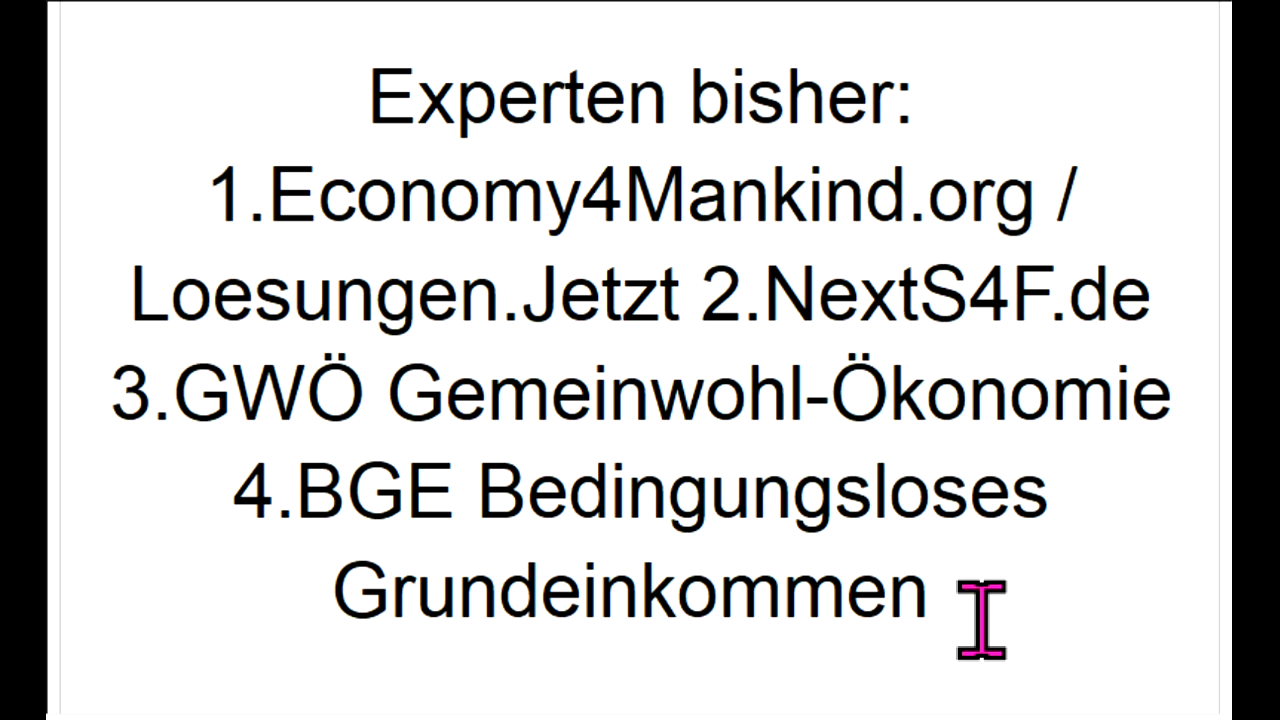 Experten bisher:
1.Economy4Mankind.org /
Loesungen.Jetzt 2.NextS4F.de
3.GWÖ Gemeinwohl-Ökonomie
4.BGE Bedingungsloses
Grundeinkommen